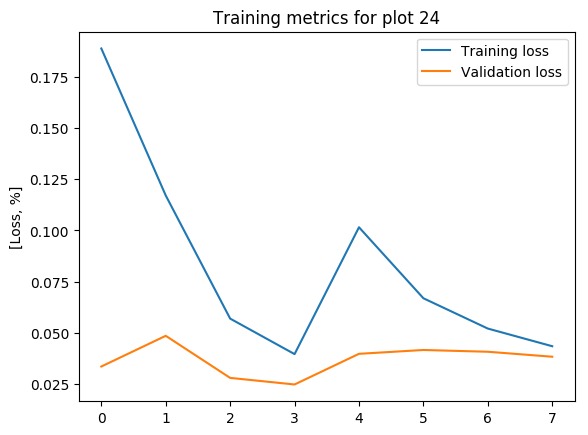 Training metrics for plot 24
Training loss
Validation loss
[Loss, %]
0.175
0.150
0.125
0.100
0.075
0.050
0.025
0 1 2 3 4 5 6 7